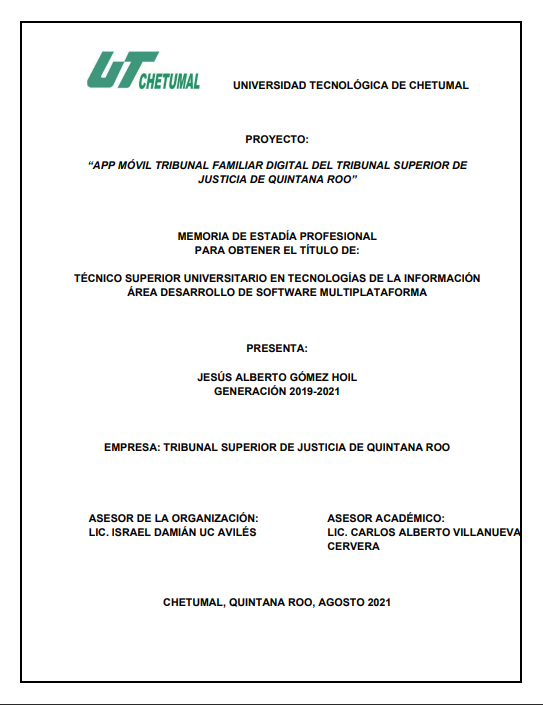 UT CHETUMAL
UNIVERSIDAD TECNOLÓGICA DE CHETUMAL
PROYECTO:
“APP MÓVIL TRIBUNAL FAMILIAR DIGITAL DEL TRIBUNAL SUPERIOR DE
JUSTICIA DE QUINTANA ROO”
MEMORIA DE ESTADÍA PROFESIONAL
PARA OBTENER EL TÍTULO DE:
TÉCNICO SUPERIOR UNIVERSITARIO EN TECNOLOGÍAS DE LA INFORMACIÓN
ÁREA DESARROLLO DE SOFTWARE MULTIPLATAFORMA
PRESENTA:
JESÚS ALBERTO GÓMEZ HOIL
GENERACIÓN 2019-2021
EMPRESA: TRIBUNAL SUPERIOR DE JUSTICIA DE QUINTANA ROO
ASESOR DE LA ORGANIZACIÓN:
LIC. ISRAEL DAMIÁN UC AVILÉS
ASESOR ACADÉMICO:
LIC. CARLOS ALBERTO VILLANUEVA
CERVERA
CHETUMAL, QUINTANA ROO, AGOSTO 2021